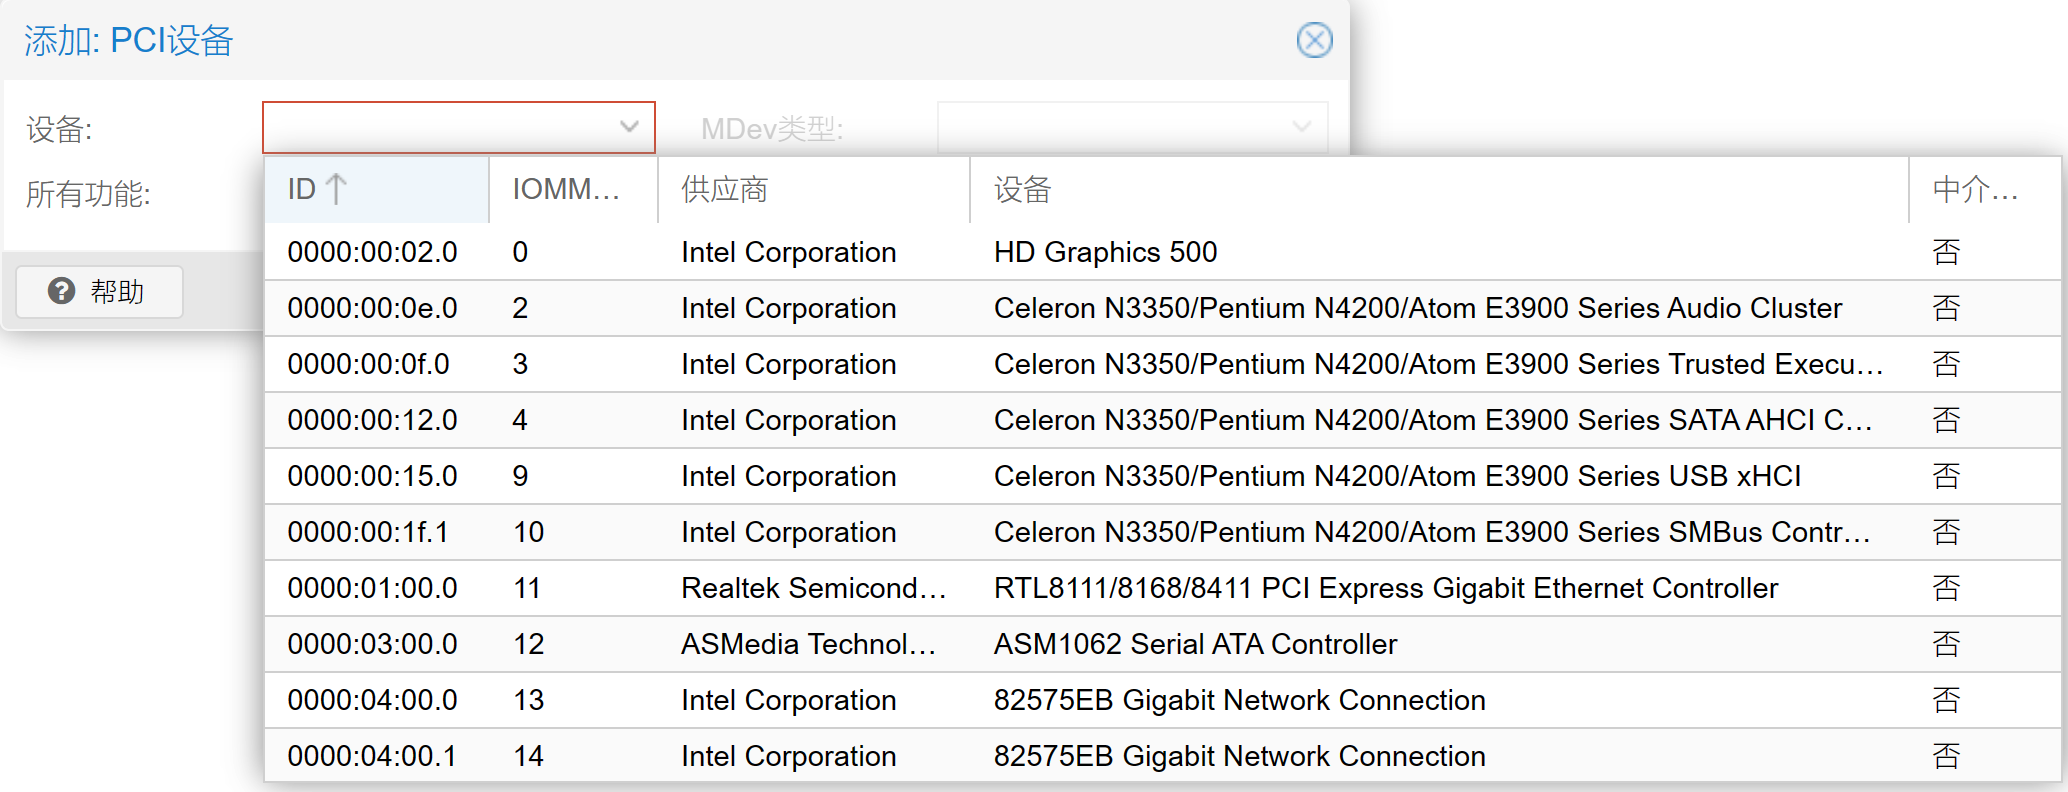 添加: PCI设备
设备:
MDev类型:
所有功能:
帮助
ID IOMM... 供应商 设备 中介...
0000:00:02.0 0 Intel Corporation HD Graphics 500 否
0000:00:0e.0 2 Intel Corporation Celeron N3350/Pentium N4200/Atom E3900 Series Audio Cluster 否
0000:00:0f.0 3 Intel Corporation Celeron N3350/Pentium N4200/Atom E3900 Series Trusted Execu... 否
0000:00:12.0 4 Intel Corporation Celeron N3350/Pentium N4200/Atom E3900 Series SATA AHCI C... 否
0000:00:15.0 9 Intel Corporation Celeron N3350/Pentium N4200/Atom E3900 Series USB xHCI 否
0000:00:1f.1 10 Intel Corporation Celeron N3350/Pentium N4200/Atom E3900 Series SMBus Contr... 否
0000:01:00.0 11 Realtek Semicond... RTL8111/8168/8411 PCI Express Gigabit Ethernet Controller 否
0000:03:00.0 12 ASMedia Technol... ASM1062 Serial ATA Controller 否
0000:04:00.0 13 Intel Corporation 82575EB Gigabit Network Connection 否
0000:04:00.1 14 Intel Corporation 82575EB Gigabit Network Connection 否